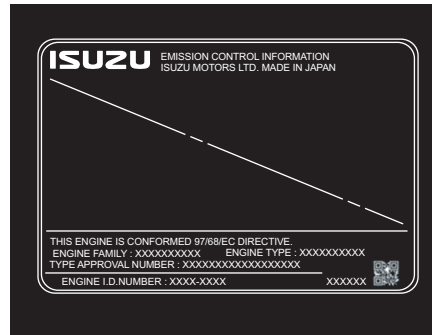 ISUZU EMISSION CONTROL INFORMATION
ISUZU MOTORS LTD. MADE IN JAPAN
THIS ENGINE IS CONFORMED 97/68/EC DIRECTIVE.
ENGINE FAMILY : XXXXXXXXXX ENGINE TYPE : XXXXXXXXXX
TYPE APPROVAL NUMBER : XXXXXXXXXXXXXXXXXXX
ENGINE I.D.NUMBER : XXXX-XXXX XXXXXX